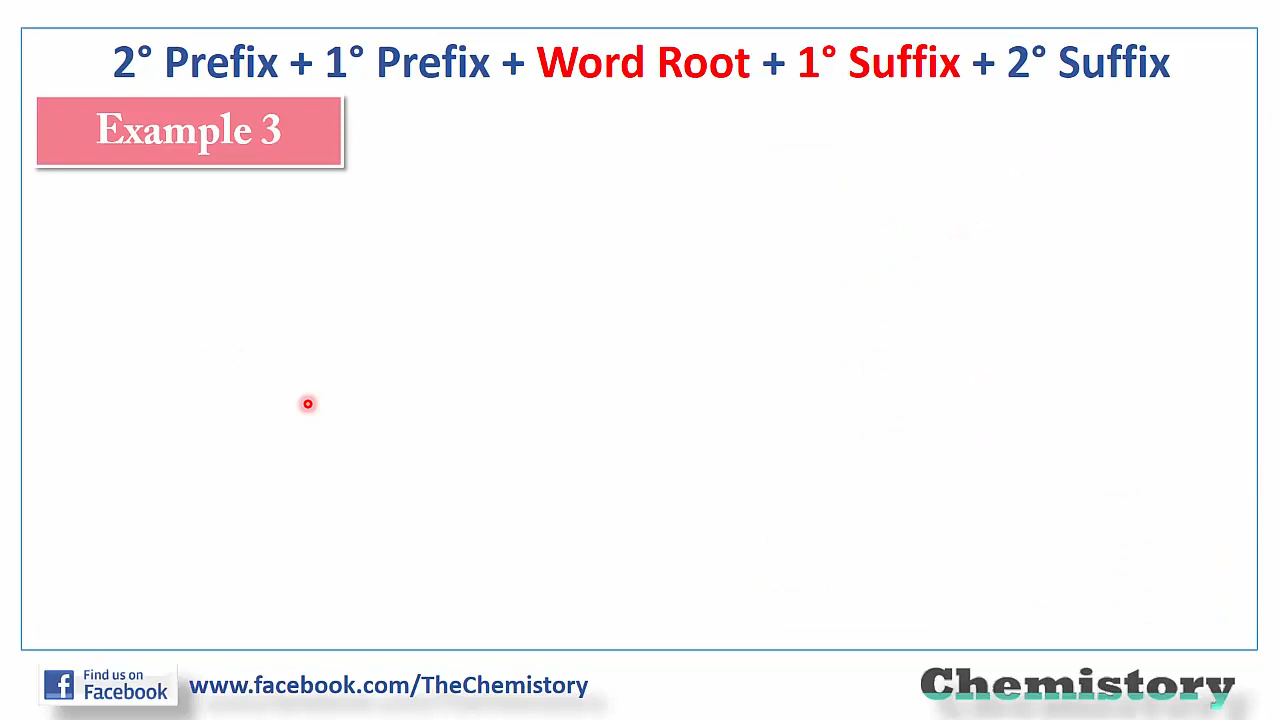 2° Prefix + 1° Prefix + Word Root + 1° Suffix + 2° Suffix
Example 3
Find us on
Facebook
www.facebook.com/TheChemistory
Chemistory